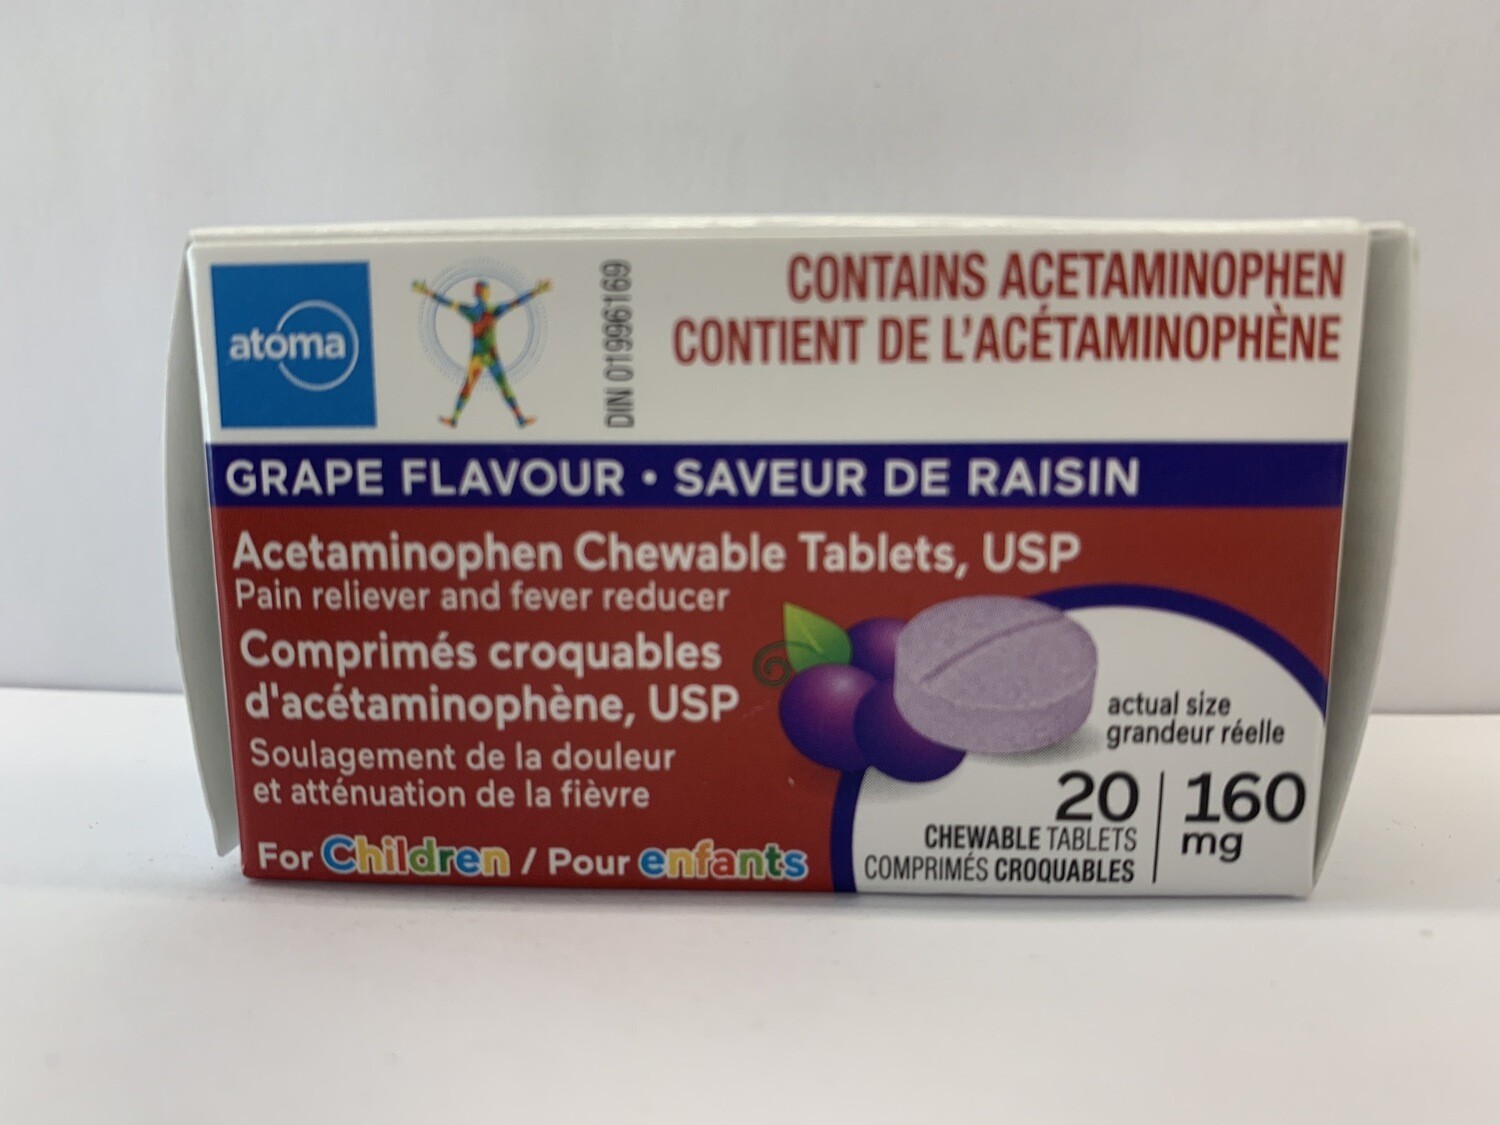 atoma
DIN 01996169
CONTAINS ACETAMINOPHEN
CONTIENT DE L'ACÉTAMINOPHÈNE
GRAPE FLAVOUR • SAVEUR DE RAISIN
Acetaminophen Chewable Tablets, USP
Pain reliever and fever reducer
Comprimés croquables
d'acétaminophène, USP
Soulagement de la douleur
et atténuation de la fièvre
For Children / Pour enfants
actual size
grandeur réelle
20
CHEWABLE TABLETS
COMPRIMÉS CROQUABLES
160
mg